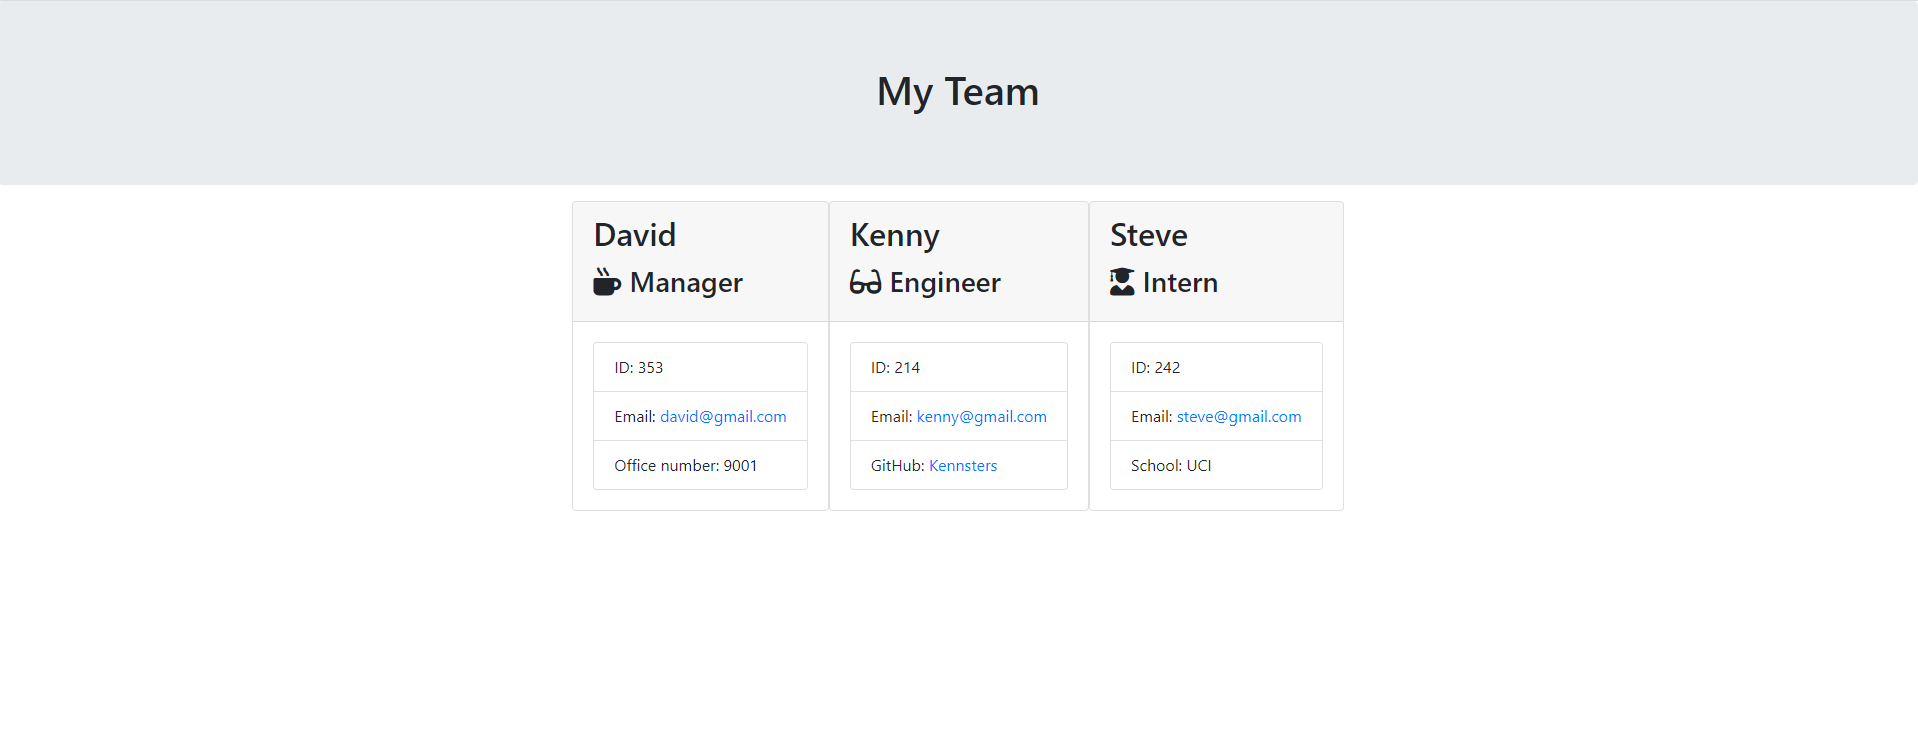 My Team
David
Manager
ID: 353
Email: david@gmail.com
Office number: 9001
Kenny
Engineer
ID: 214
Email: kenny@gmail.com
GitHub: Kennsters
Steve
Intern
ID: 242
Email: steve@gmail.com
School: UCI